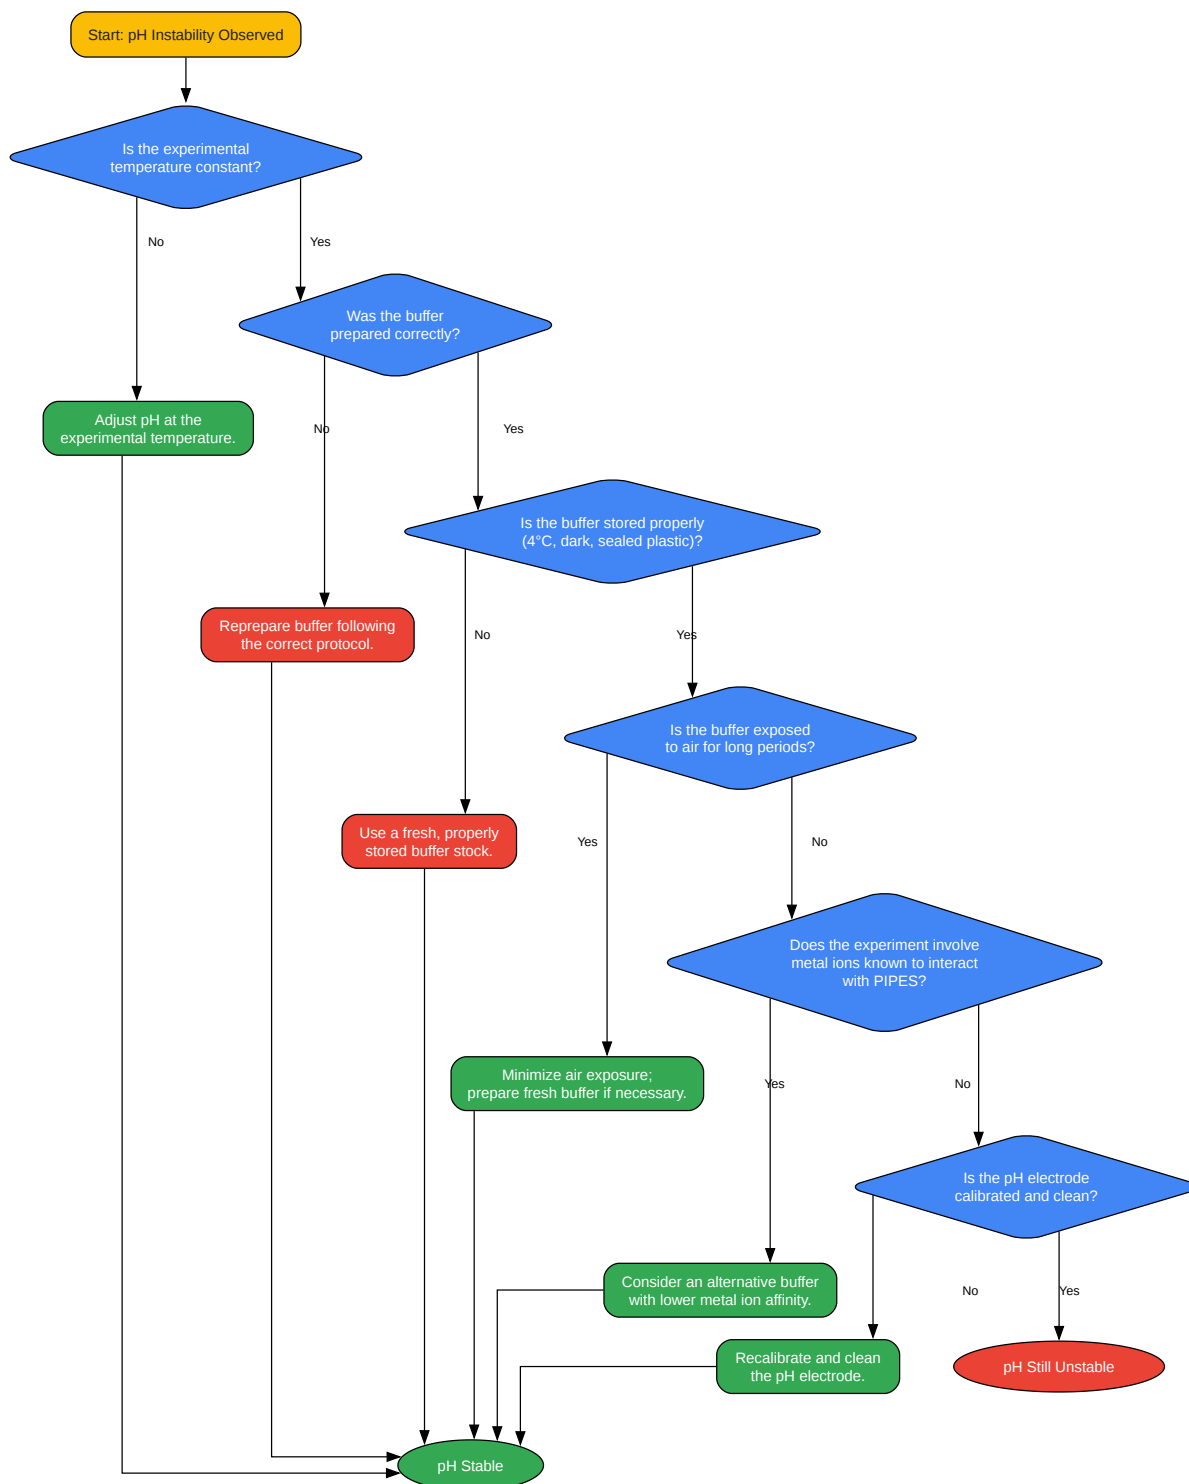 Start: pH Instability Observed
Is the experimental
temperature constant?
No
Yes
Was the buffer
prepared correctly?
Adjust pH at the
experimental temperature.
No
Yes
Is the buffer stored properly
(4°C, dark, sealed plastic)?
Reprepare buffer following
the correct protocol.
No
Yes
Is the buffer exposed
to air for long periods?
Use a fresh, properly
stored buffer stock.
Yes
No
Does the experiment involve
metal ions known to interact
with PIPES?
Minimize air exposure;
prepare fresh buffer if necessary.
Yes
No
Is the pH electrode
calibrated and clean?
Consider an alternative buffer
with lower metal ion affinity.
No
Yes
Recalibrate and clean
the pH electrode.
pH Still Unstable
pH Stable